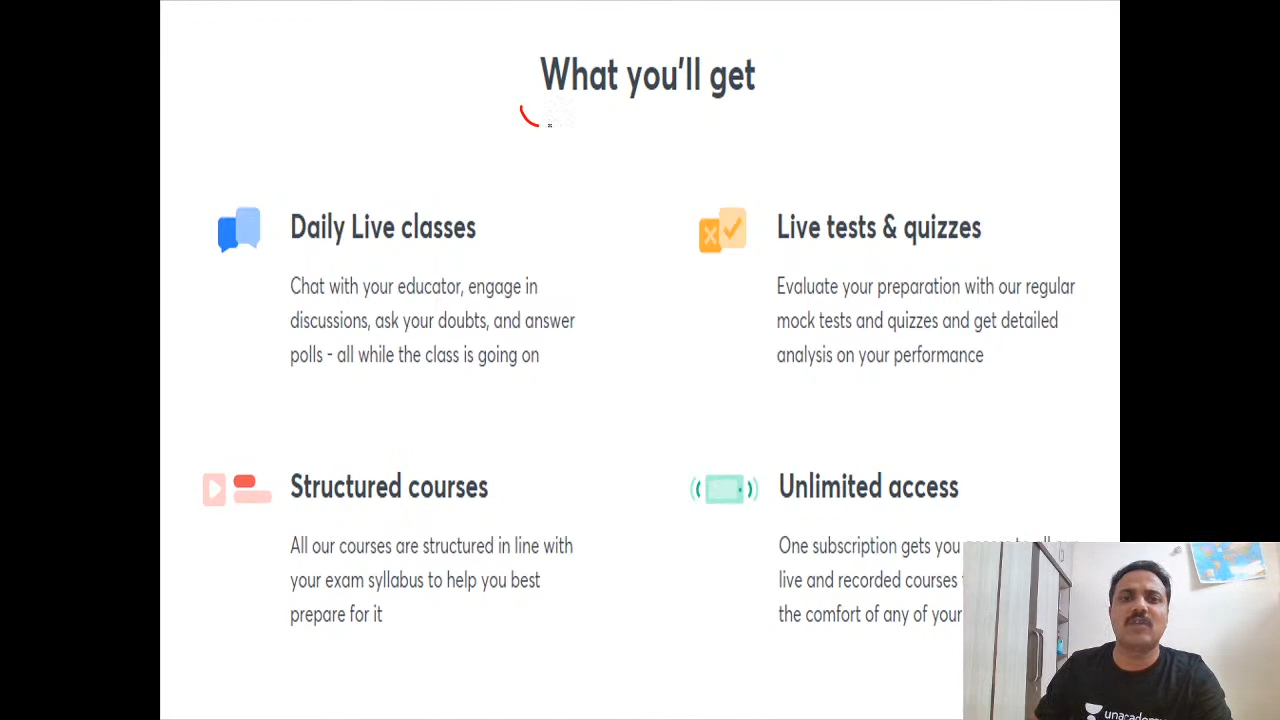 What you'll get
Daily Live classes
Chat with your educator, engage in
discussions, ask your doubts, and answer
polls - all while the class is going on
Live tests & quizzes
Evaluate your preparation with our regular
mock tests and quizzes and get detailed
analysis on your performance
Structured courses
All our courses are structured in line with
your exam syllabus to help you best
prepare for it
Unlimited access
One subscription gets you
live and recorded courses
the comfort of any of your
unacademy